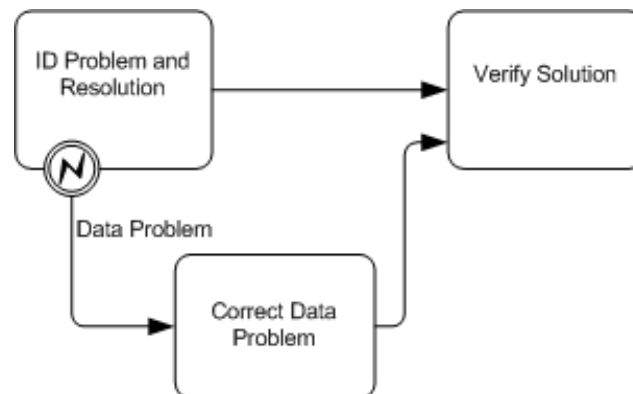 ID Problem and
Resolution
Verify Solution
Data Problem
Correct Data
Problem